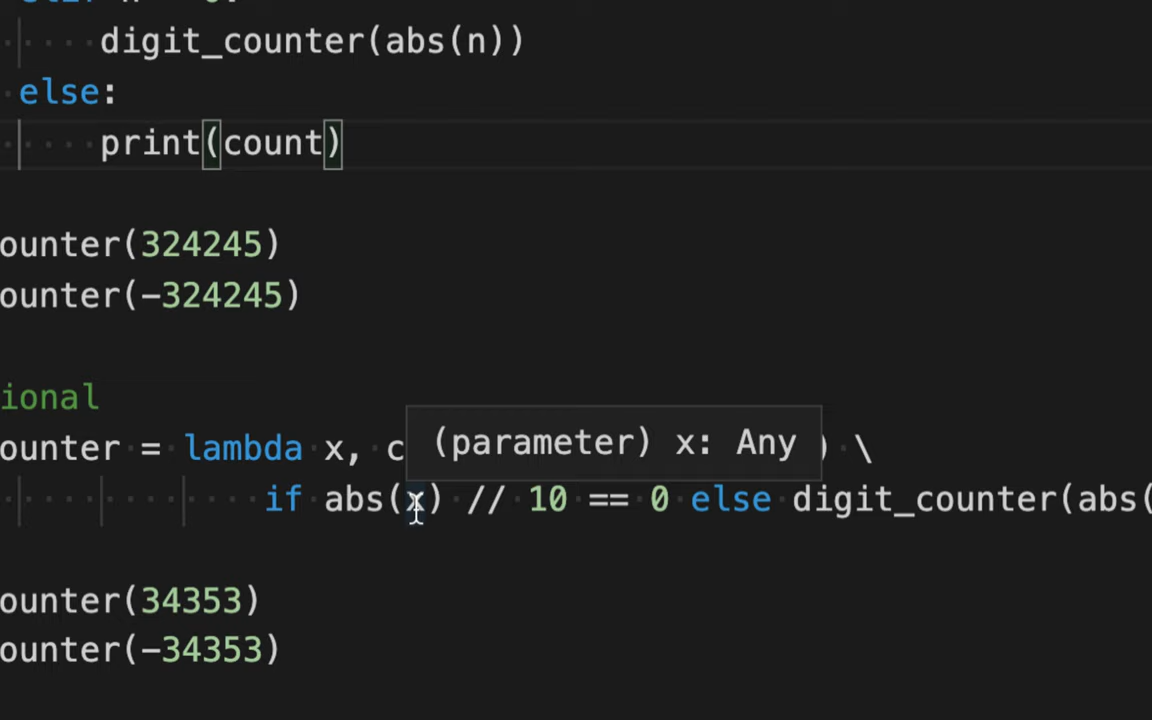 digit_counter(abs(n))
else:
print(count)
ounter(324245)
ounter(-324245)
ional
ounter = lambda x, c ) \
(parameter) x: Any
if abs(x) // 10 == 0 else digit_counter(abs(
ounter(34353)
ounter(-34353)